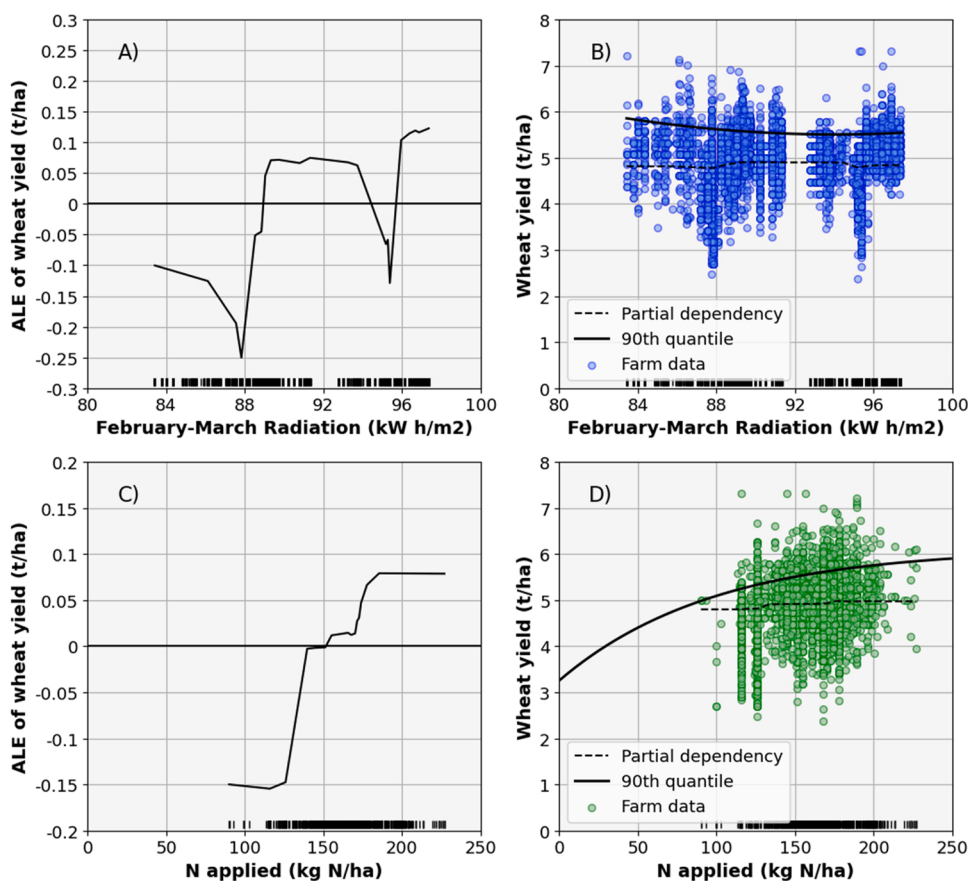 A)
ALE of wheat yield (t/ha)
0.3
0.25
0.2
0.15
0.1
0.05
0
-0.05
-0.1
-0.15
-0.2
-0.25
-0.3
80 84 88 92 96 100
February-March Radiation (kW h/m2)
B)
Wheat yield (t/ha)
7
6
5
4
3
2
1
0
Partial dependency
90th quantile
Farm data
80 84 88 92 96 100
February-March Radiation (kW h/m2)
C)
ALE of wheat yield (t/ha)
0.2
0.15
0.1
0.05
0
-0.05
-0.1
-0.15
-0.2
0 50 100 150 200 250
N applied (kg N/ha)
D)
Wheat yield (t/ha)
8
7
6
5
4
3
2
1
0
Partial dependency
90th quantile
Farm data
0 50 100 150 200 250
N applied (kg N/ha)